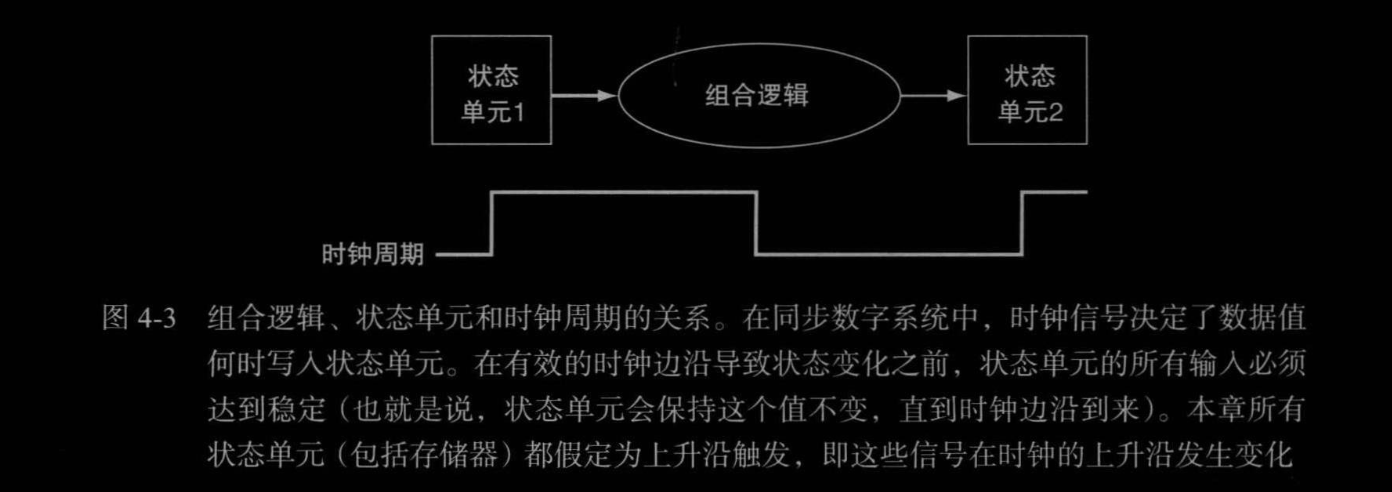 状态
单元1
组合逻辑
状态
单元2
时钟周期
图 4-3 组合逻辑、状态单元和时钟周期的关系。在同步数字系统中，时钟信号决定了数据值
何时写入状态单元。在有效的时钟边沿导致状态变化之前，状态单元的所有输入必须
达到稳定（也就是说，状态单元会保持这个值不变，直到时钟边沿到来）。本章所有
状态单元（包括存储器）都假定为上升沿触发，即这些信号在时钟的上升沿发生变化